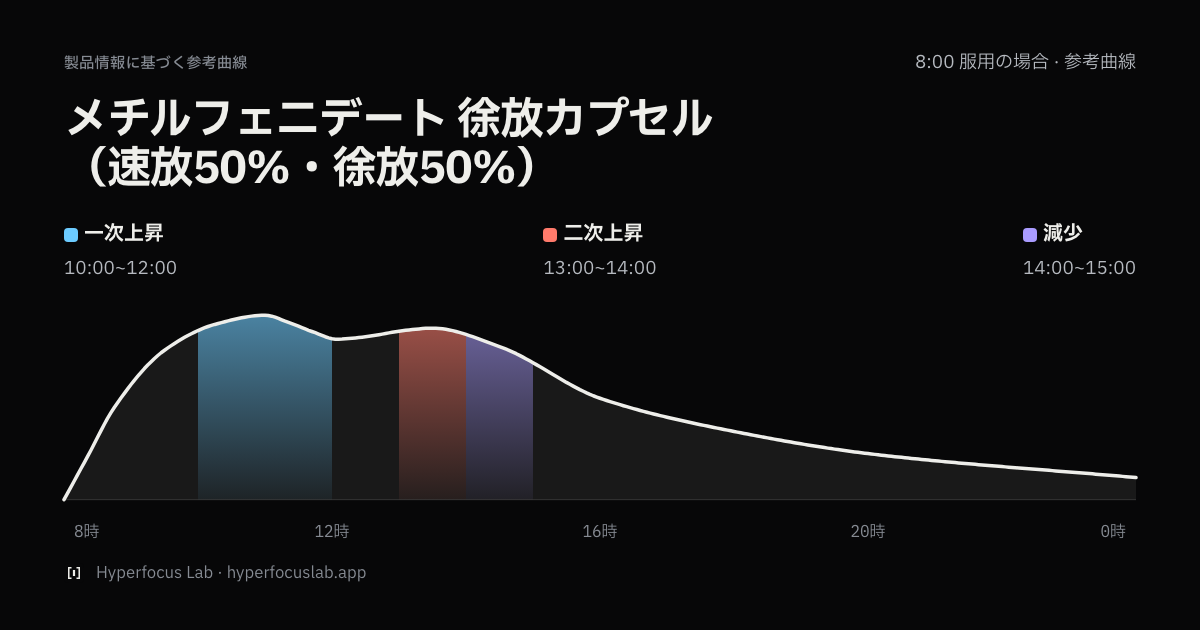 製品情報に基づく参考曲線
8:00 服用の場合 · 参考曲線
メチルフェニデート 徐放カプセル
（速放50%・徐放50%）
一次上昇
10:00~12:00
二次上昇
13:00~14:00
減少
14:00~15:00
8時
12時
16時
20時
0時
Hyperfocus Lab · hyperfocuslab.app